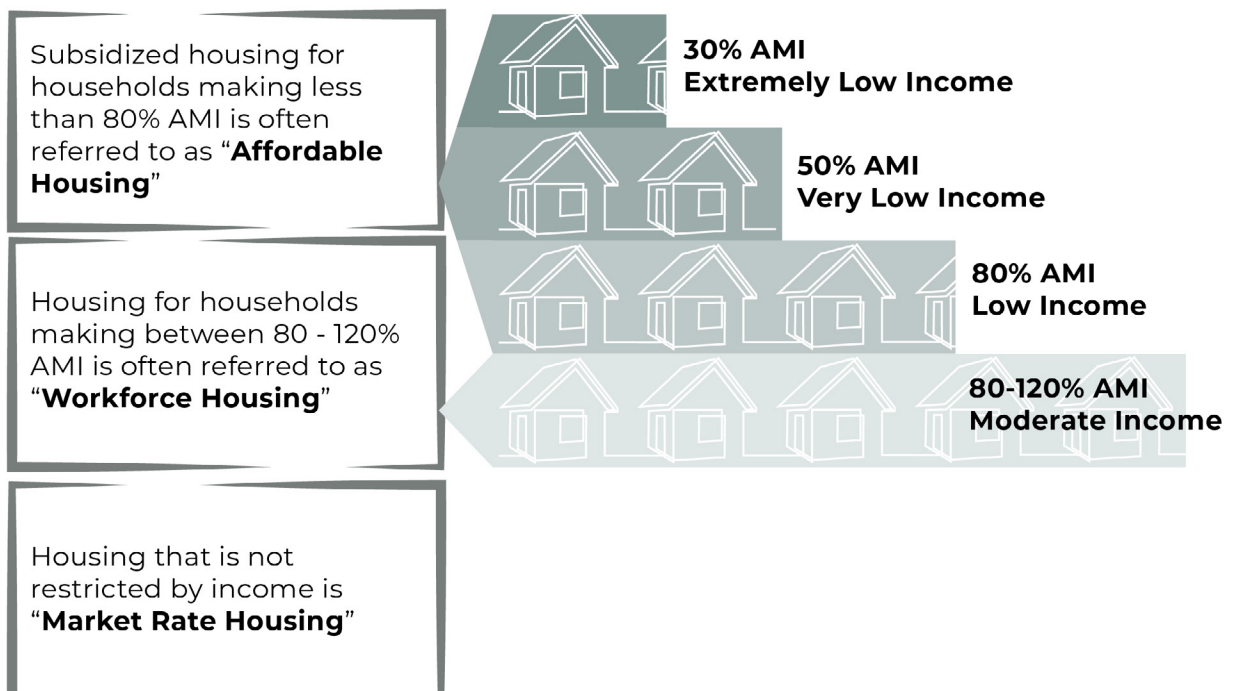 Subsidized housing for
households making less
than 80% AMI is often
referred to as “Affordable
Housing”
30% AMI
Extremely Low Income
50% AMI
Very Low Income
80% AMI
Low Income
Housing for households
making between 80 - 120%
AMI is often referred to as
“Workforce Housing”
80-120% AMI
Moderate Income
Housing that is not
restricted by income is
“Market Rate Housing”